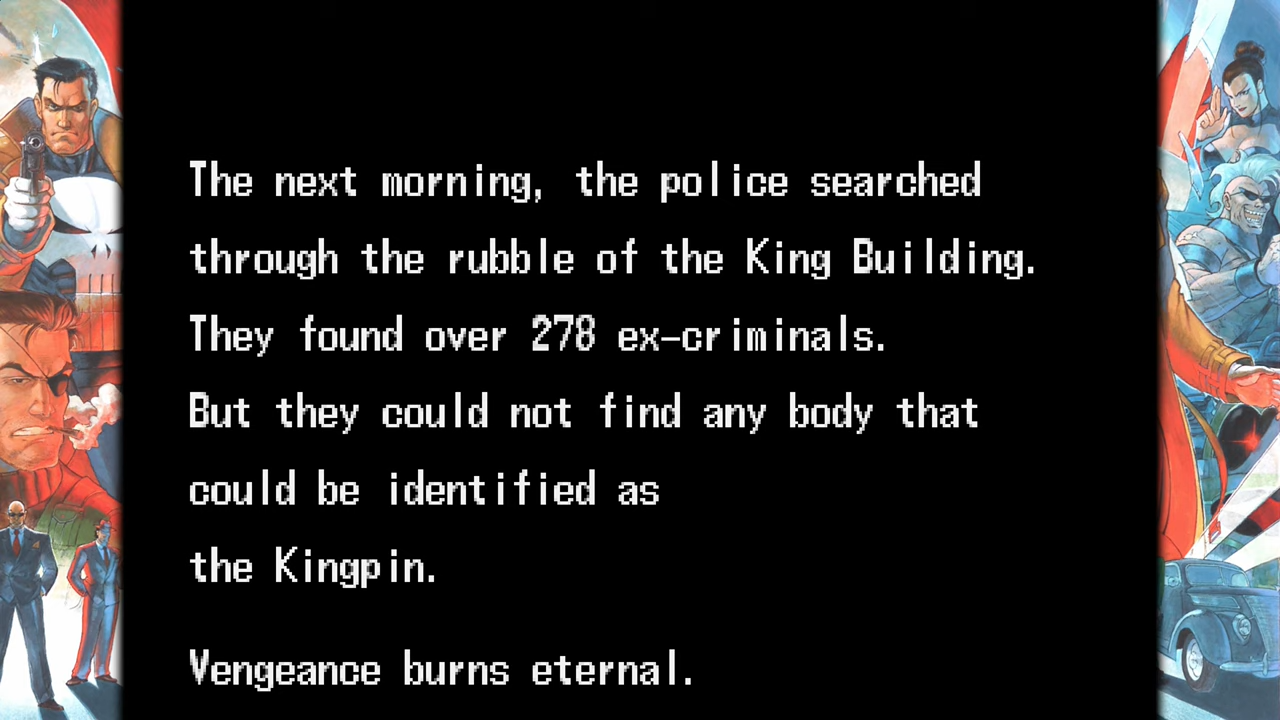 The next morning, the police searched
through the rubble of the King Building.
They found over 278 ex-criminals.
But they could not find any body that
could be identified as
the Kingpin.
Vengeance burns eternal.